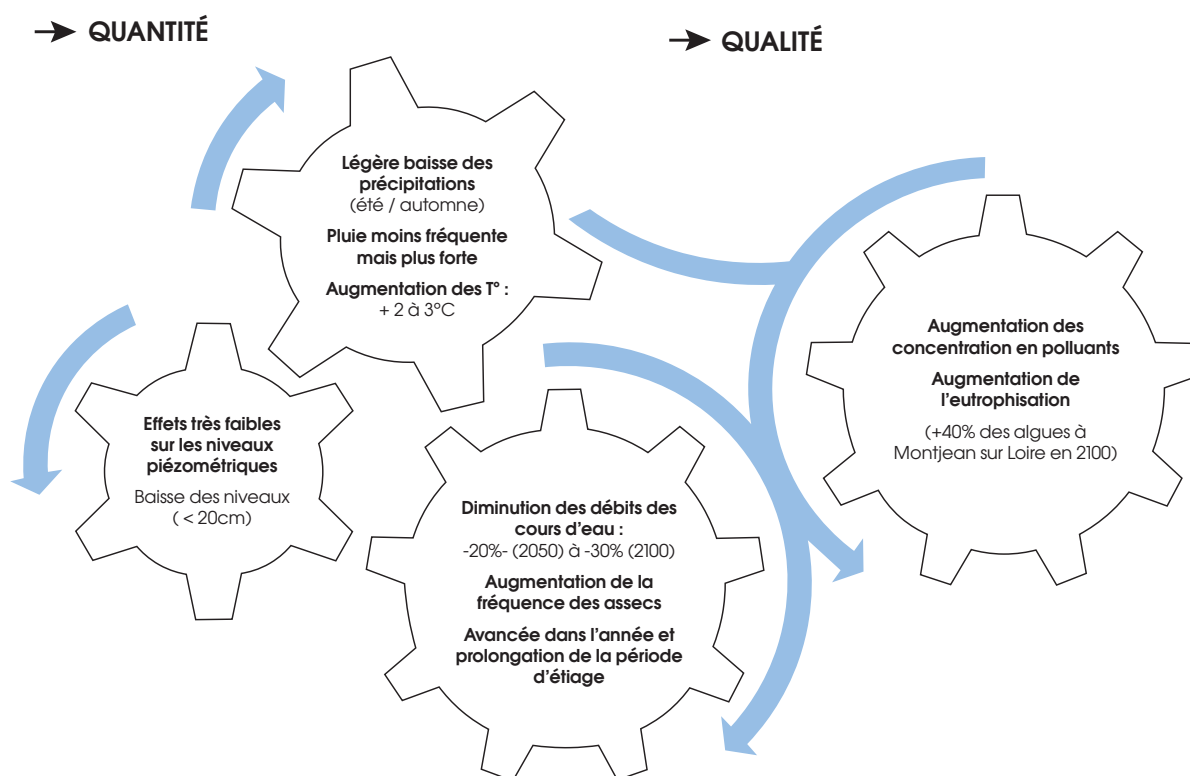 QUANTITÉ
QUALITÉ
Légère baisse des
précipitations
(été / automne)
Pluie moins fréquente
mais plus forte
Augmentation des T° :
+ 2 à 3°C
Effets très faibles
sur les niveaux
piézométriques
Baisse des niveaux
( < 20cm)
Diminution des débits des
cours d'eau :
-20%- (2050) à -30% (2100)
Augmentation de la
fréquence des assecs
Avancée dans l'année et
prolongation de la période
d'étiage
Augmentation des
concentration en polluants
Augmentation de
l'eutrophisation
(+40% des algues à
Montjean sur Loire en 2100)